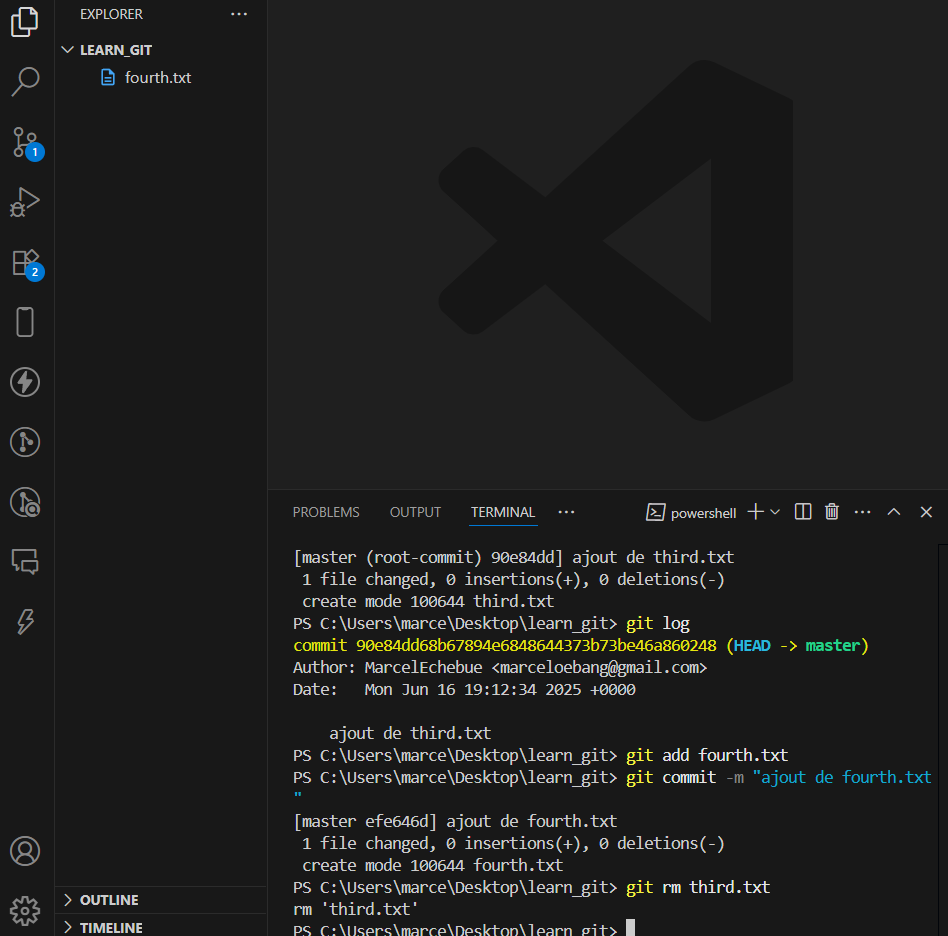 EXPLORER
LEARN_GIT
fourth.txt
1
2
PROBLEMS OUTPUT TERMINAL powershell
[master (root-commit) 90e84dd] ajout de third.txt
1 file changed, 0 insertions(+), 0 deletions(-)
create mode 100644 third.txt
PS C:\Users\marce\Desktop\learn_git> git log
commit 90e84dd68b67894e6848644373b73be46a860248 (HEAD -> master)
Author: MarcelEchebue <marceloebang@gmail.com>
Date:   Mon Jun 16 19:12:34 2025 +0000
ajout de third.txt
PS C:\Users\marce\Desktop\learn_git> git add fourth.txt
PS C:\Users\marce\Desktop\learn_git> git commit -m "ajout de fourth.txt
"
[master efe646d] ajout de fourth.txt
1 file changed, 0 insertions(+), 0 deletions(-)
create mode 100644 fourth.txt
PS C:\Users\marce\Desktop\learn_git> git rm third.txt
rm 'third.txt'
PS C:\Users\marce\Desktop\learn_git>
OUTLINE
TIMELINE